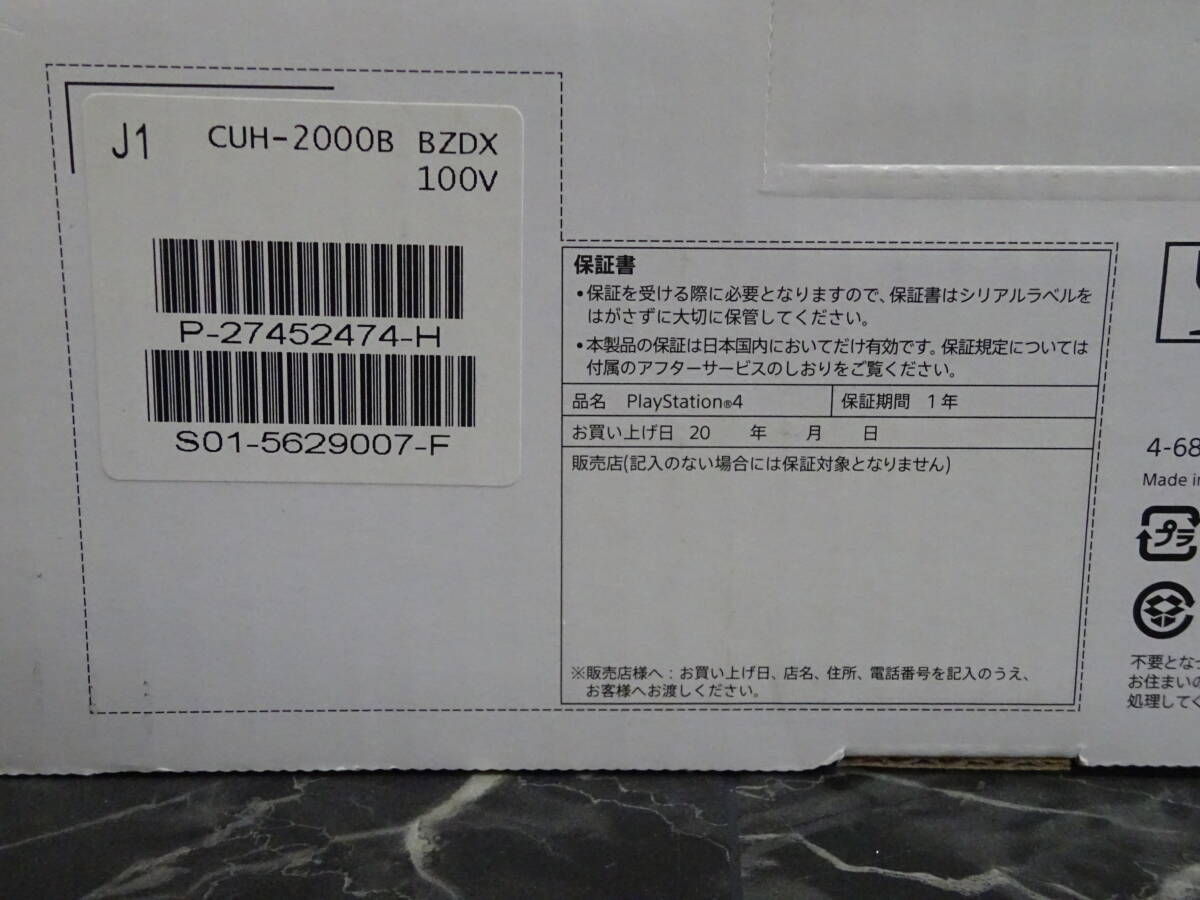 J1 CUH-2000B BZDX
100V
P-27452474-H
S01-5629007-F
保証書
•保証を受ける際に必要となりますので、保証書はシリアルラベルを
はがさずに大切に保管してください。
•本製品の保証は日本国内においてだけ有効です。保証規定については
付属のアフターサービスのしおりをご覧ください。
品名 PlayStation®4 保証期間 1年
お買い上げ日 20 年 月 日
販売店(記入のない場合には保証対象となりません)
※販売店様へ:お買い上げ日、店名、住所、電話番号を記入のうえ、
お客様へお渡しください。
4-68
Made in
プラ
不要となっ
お住まいの
処理してく